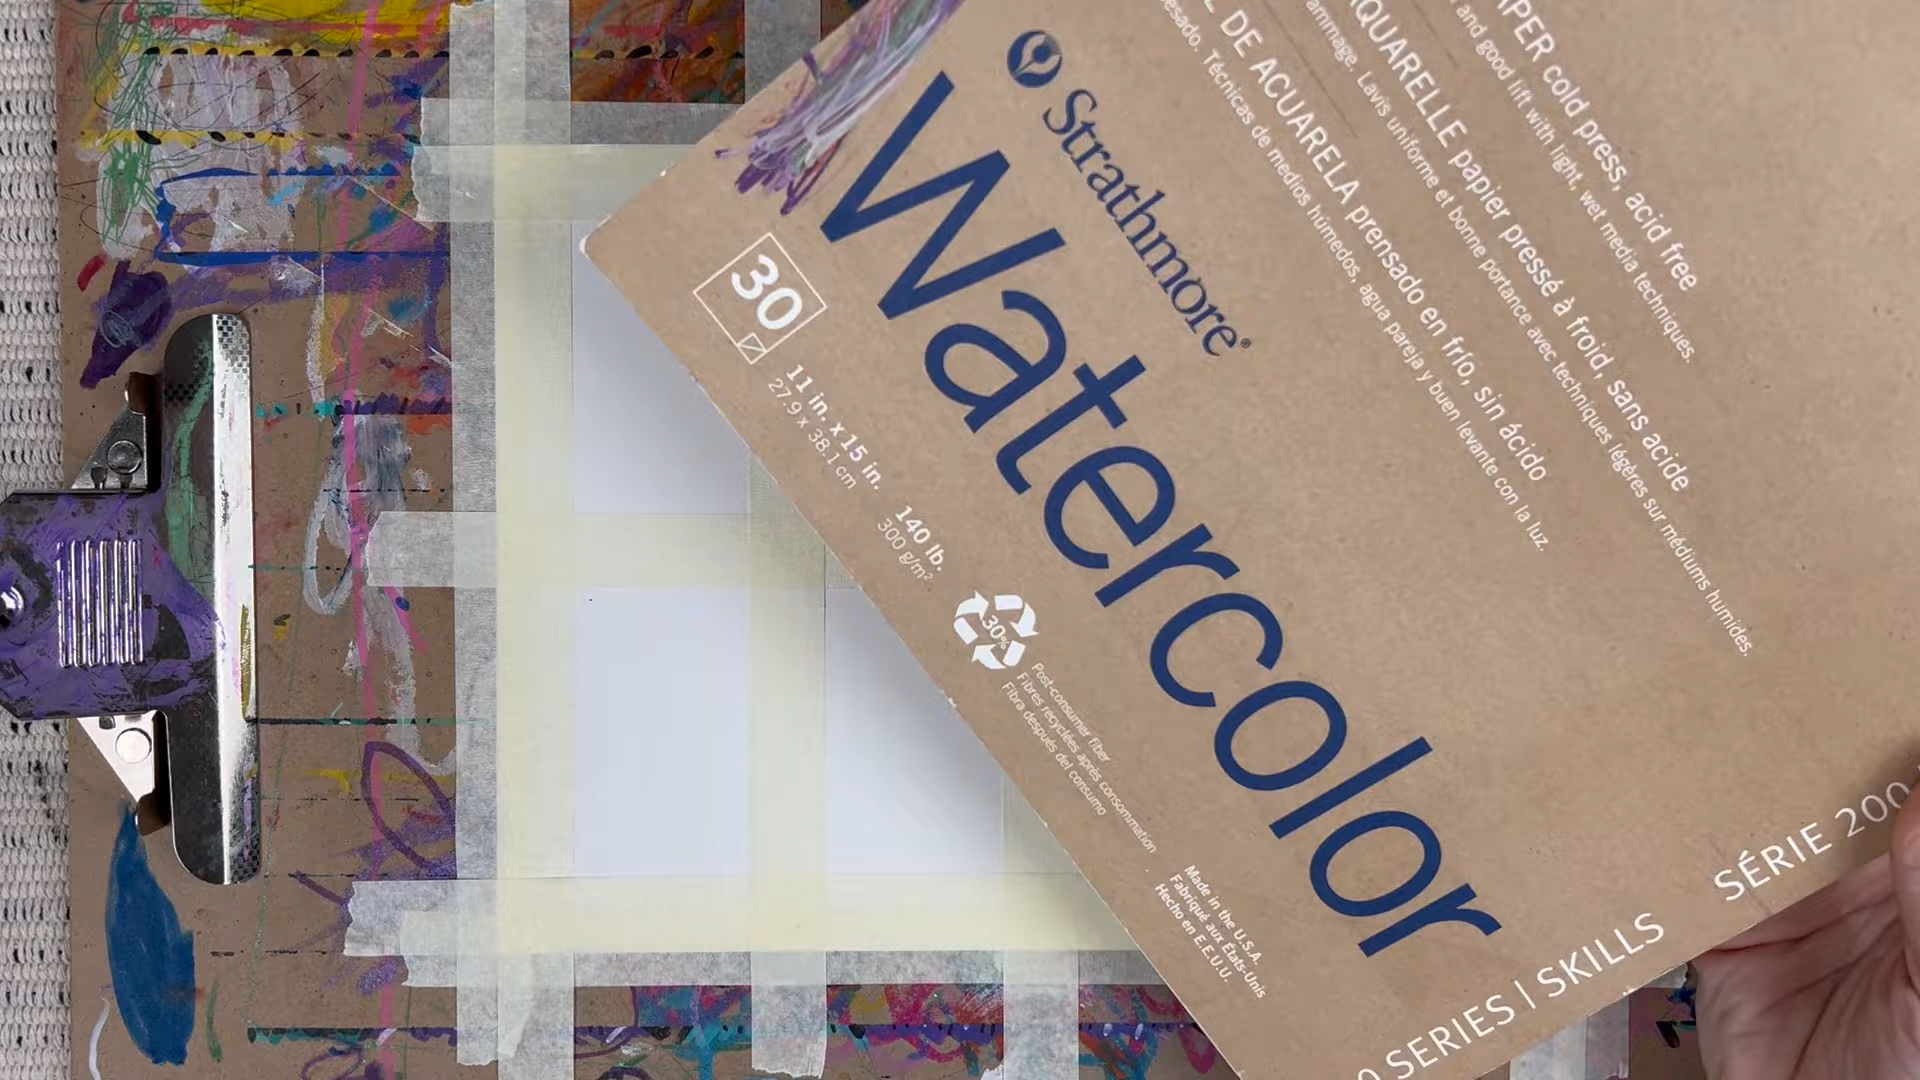 Strathmore®
Watercolor
PAPER cold press, acid free
and good lift with light, wet media techniques.
AQUARELLE papier pressé à froid, sans acide
Lavis uniforme et bonne portance avec techniques légères sur médiums humides.
DE ACUARELA prensado en frío, sin ácido
Técnicas de medios húmedos, agua pareja y buen levante con la luz.
30
11 in. x 15 in.
27.9 x 38.1 cm
140 lb.
300 g/m²
30%
Post-consumer fiber
Fibres recyclées après consommation
Fibra después del consumo
Made in the U.S.A.
Fabriqué aux États-Unis
Hecho en E.E.U.U.
0 SERIES | SKILLS
SÉRIE 200